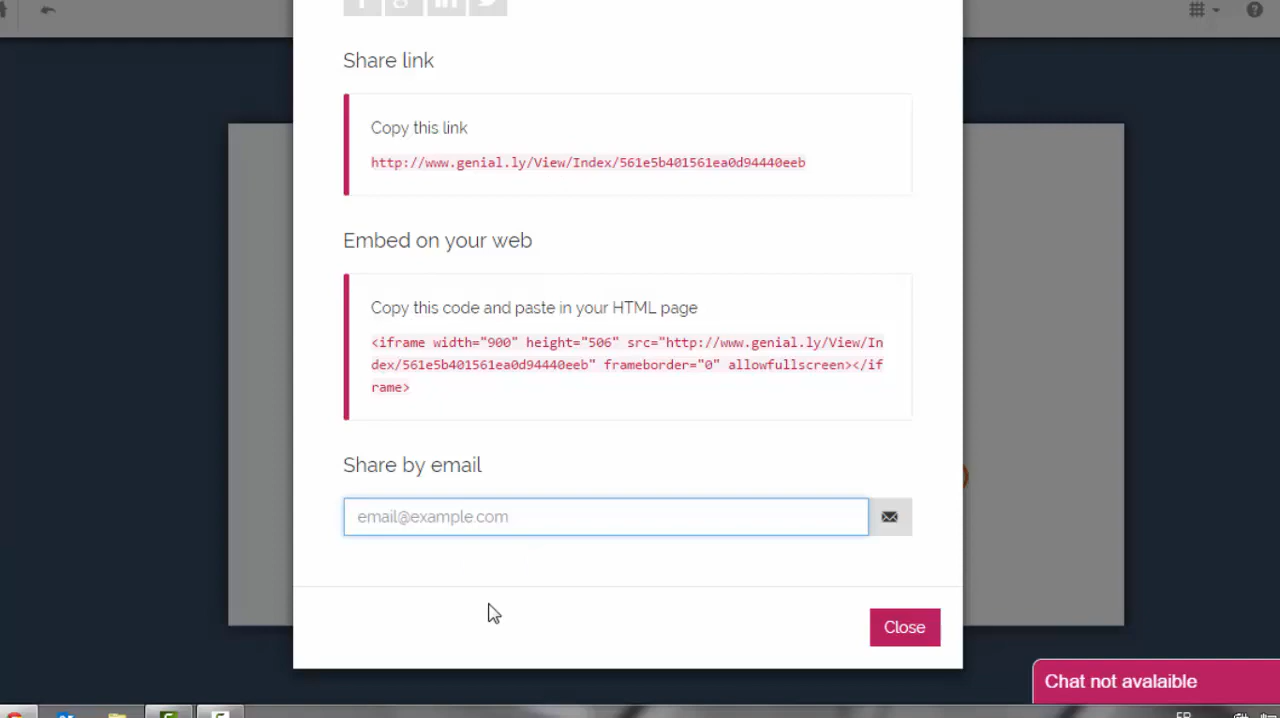 Share link
Copy this link
http://www.genial.ly/View/Index/561e5b401561ea0d94440eeb
Embed on your web
Copy this code and paste in your HTML page
<iframe width="900" height="506" src="http://www.genial.ly/View/In
dex/561e5b401561ea0d94440eeb" frameborder="0" allowfullscreen></if
rame>
Share by email
email@example.com
Close
Chat not avalaible